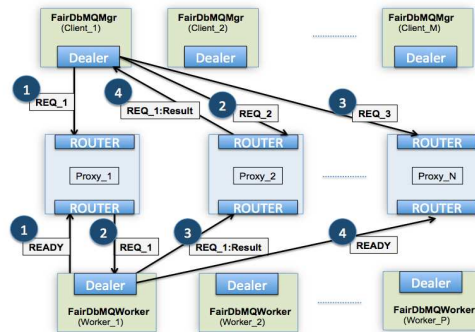 FairDbMQMgr
(Client_1)
Dealer
FairDbMQMgr
(Client_2)
FairDbMQMgr
(Client_M)
Dealer
1
REQ_1
4
REQ_1:Result
2
REQ_2
3
REQ_3
ROUTER
Proxy_1
ROUTER
ROUTER
Proxy_2
ROUTER
ROUTER
Proxy_N
ROUTER
1
READY
2
REQ_1
3
REQ_1:Result
4
READY
Dealer
FairDbMQWorker
(Worker_1)
Dealer
FairDbMQWorker
(Worker_2)
Dealer
FairDbMQWorker
(Worker_P)